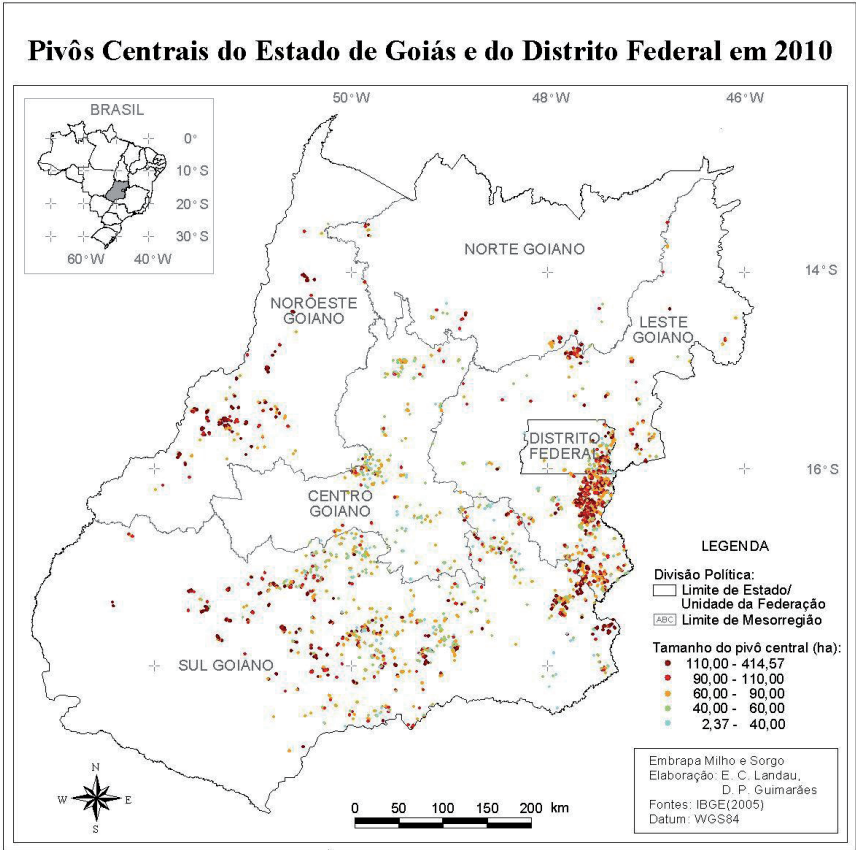 Pivôs Centrais do Estado de Goiás e do Distrito Federal em 2010
BRASIL
0°
10°S
20°S
30°S
60°W 40°W
50°W 48°W 46°W
14°S
16°S
NORTE GOIANO
NOROESTE
GOIANO
LESTE
GOIANO
DISTRITO
FEDERAL
CENTRO
GOIANO
SUL GOIANO
LEGENDA
Divisão Política:
Limite de Estado/
Unidade da Federação
ABC Limite de Mesorregião
Tamanho do pivô central (ha):
110,00 - 414,57
90,00 - 110,00
60,00 - 90,00
40,00 - 60,00
2,37 - 40,00
N
W E
S
0 50 100 150 200 km
Embrapa Milho e Sorgo
Elaboração: E. C. Landau,
D. P. Guimarães
Fontes: IBGE(2005)
Datum: WGS84